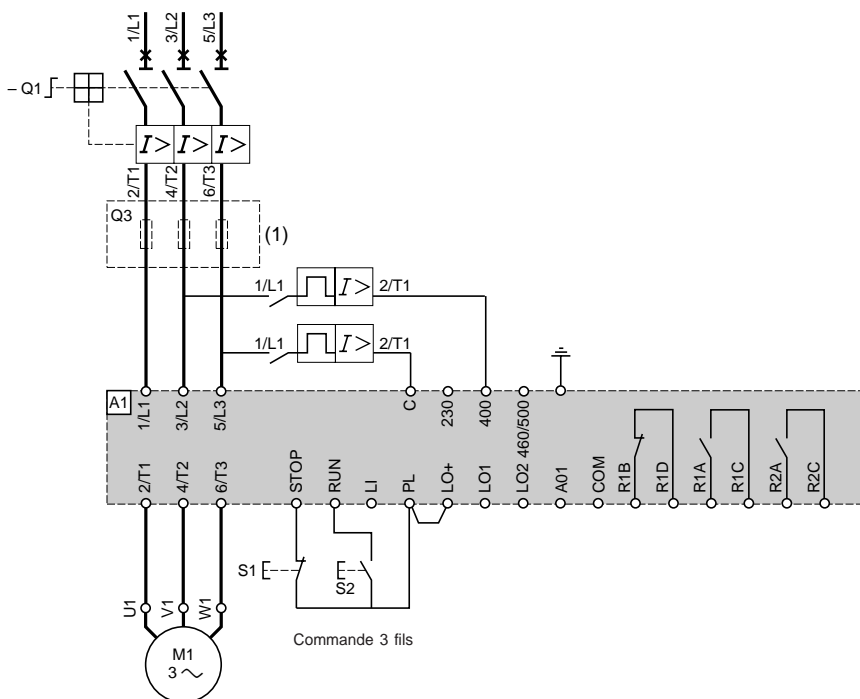 1/L1 3/L2 5/L3
– Q1
I > I > I >
2/T1 4/T2 6/T3
Q3
(1)
1/L1 I > 2/T1
1/L1 I > 2/T1
A1
1/L1 3/L2 5/L3 C 230 400 460/500
2/T1 4/T2 6/T3 STOP RUN LI PL LO+ LO1 LO2 A01 COM R1B R1D R1A R1C R2A R2C
S1 S2
U1 V1 W1
Commande 3 fils
M1
3